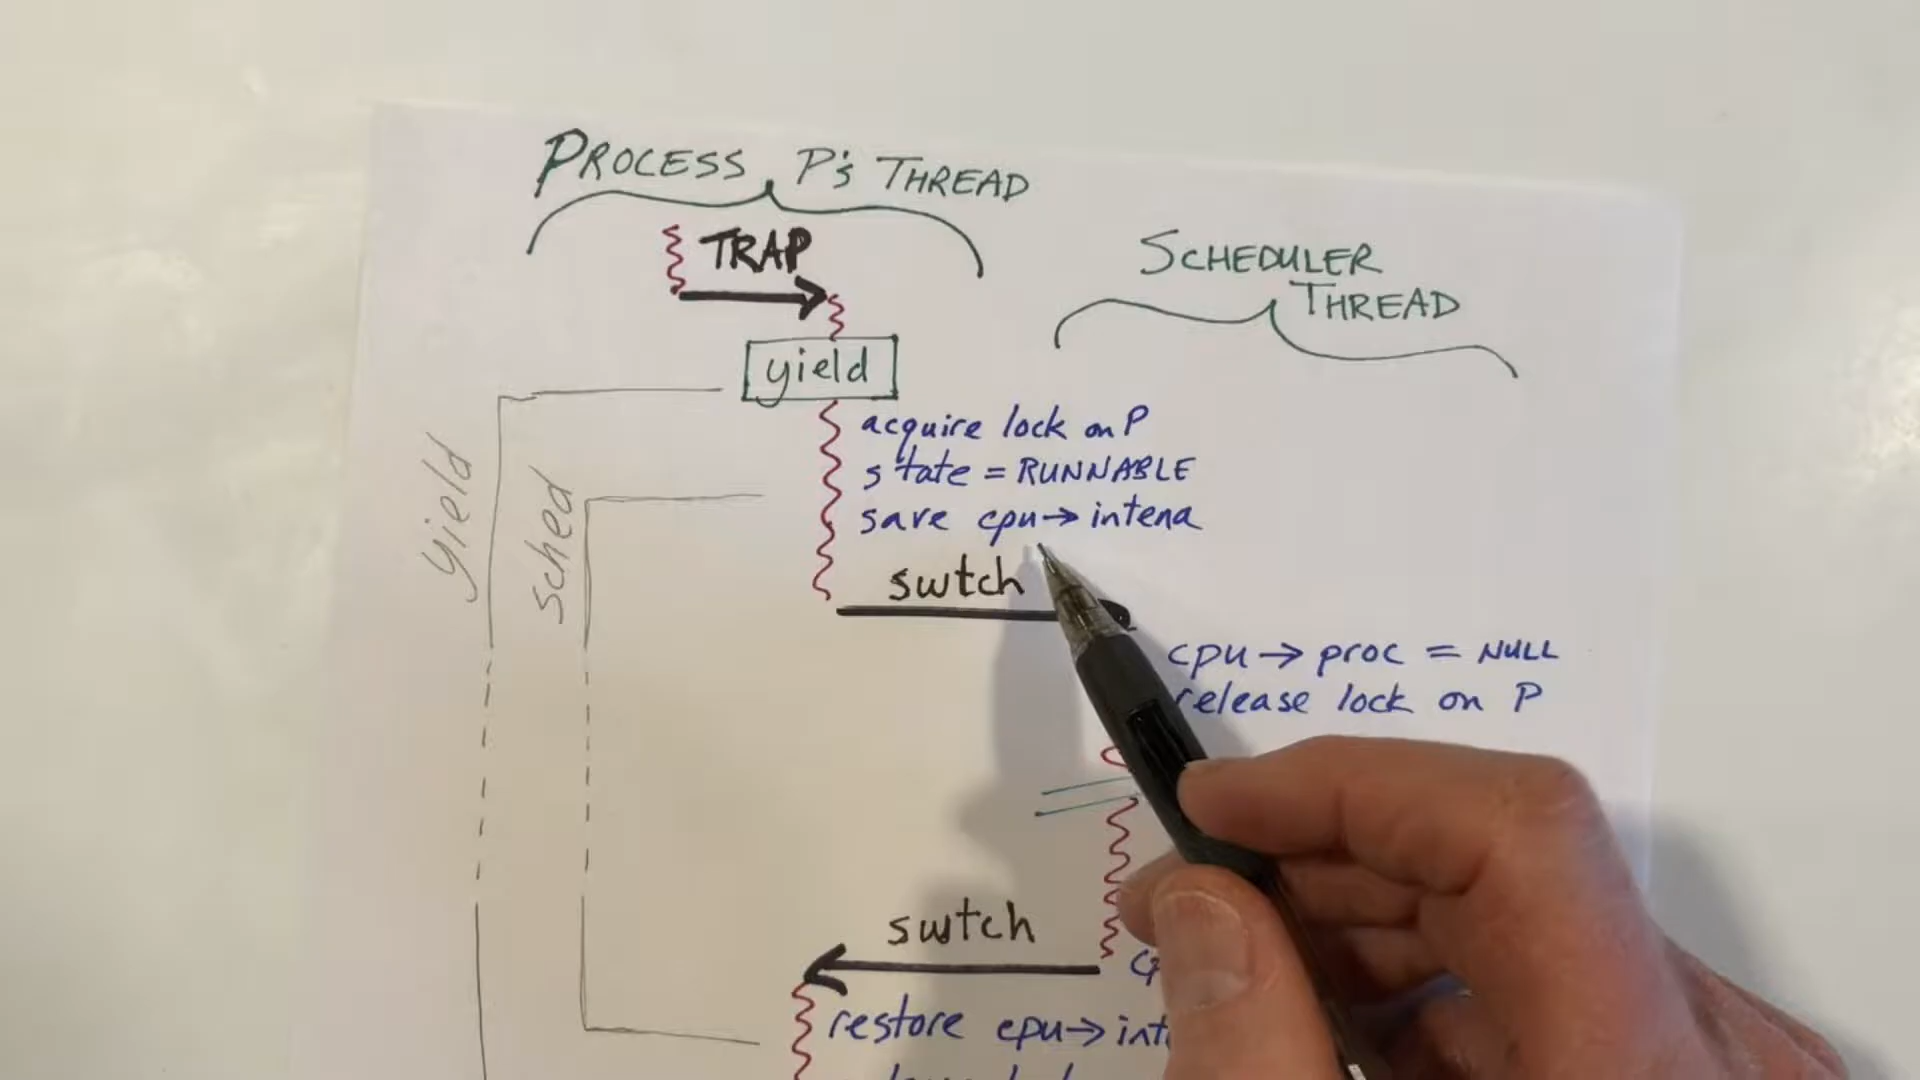 PROCESS P's THREAD
TRAP
SCHEDULER
THREAD
yield
acquire lock on P
state = RUNNABLE
save cpu→intena
yield
sched
swtch
cpu→proc = NULL
release lock on P
swtch
restore cpu→